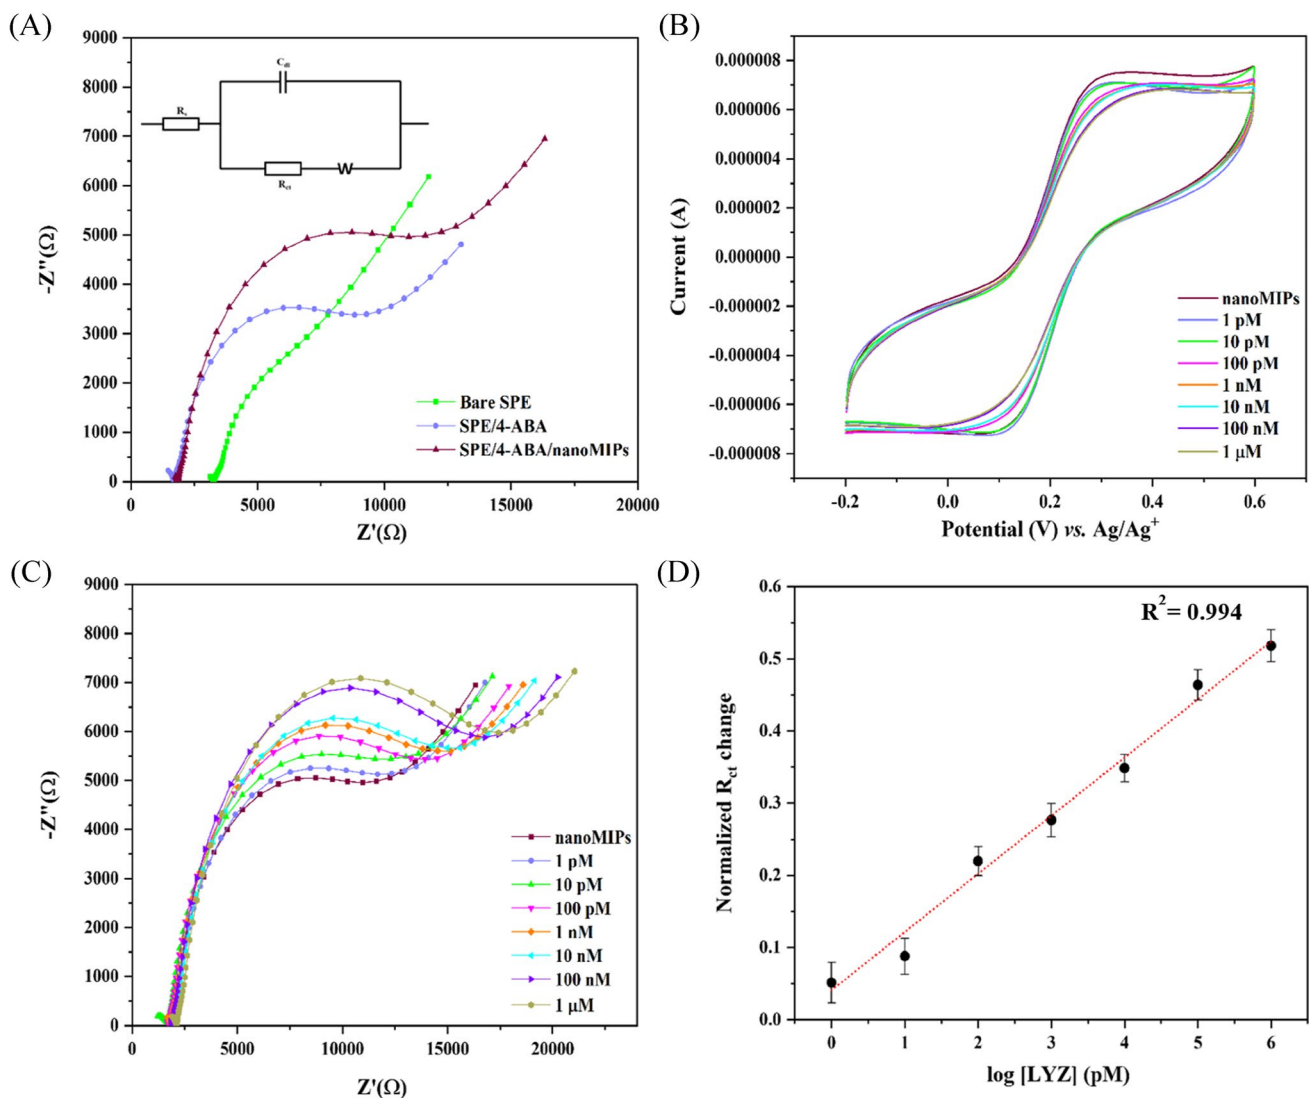 (A)
9000
8000
7000
6000
5000
4000
3000
2000
1000
0
-Z"(Ω)
C_dl
R_s
R_ct
W
Bare SPE
SPE/4-ABA
SPE/4-ABA/nanoMIPs
0 5000 10000 15000 20000
Z'(Ω)
(B)
0.000008
0.000006
0.000004
0.000002
0.000000
-0.000002
-0.000004
-0.000006
-0.000008
Current (A)
nanoMIPs
1 pM
10 pM
100 pM
1 nM
10 nM
100 nM
1 µM
-0.2 0.0 0.2 0.4 0.6
Potential (V) vs. Ag/Ag⁺
(C)
9000
8000
7000
6000
5000
4000
3000
2000
1000
0
-Z"(Ω)
nanoMIPs
1 pM
10 pM
100 pM
1 nM
10 nM
100 nM
1 µM
0 5000 10000 15000 20000
Z'(Ω)
(D)
0.6
0.5
0.4
0.3
0.2
0.1
0.0
Normalized R_ct change
R²= 0.994
0 1 2 3 4 5 6
log [LYZ] (pM)